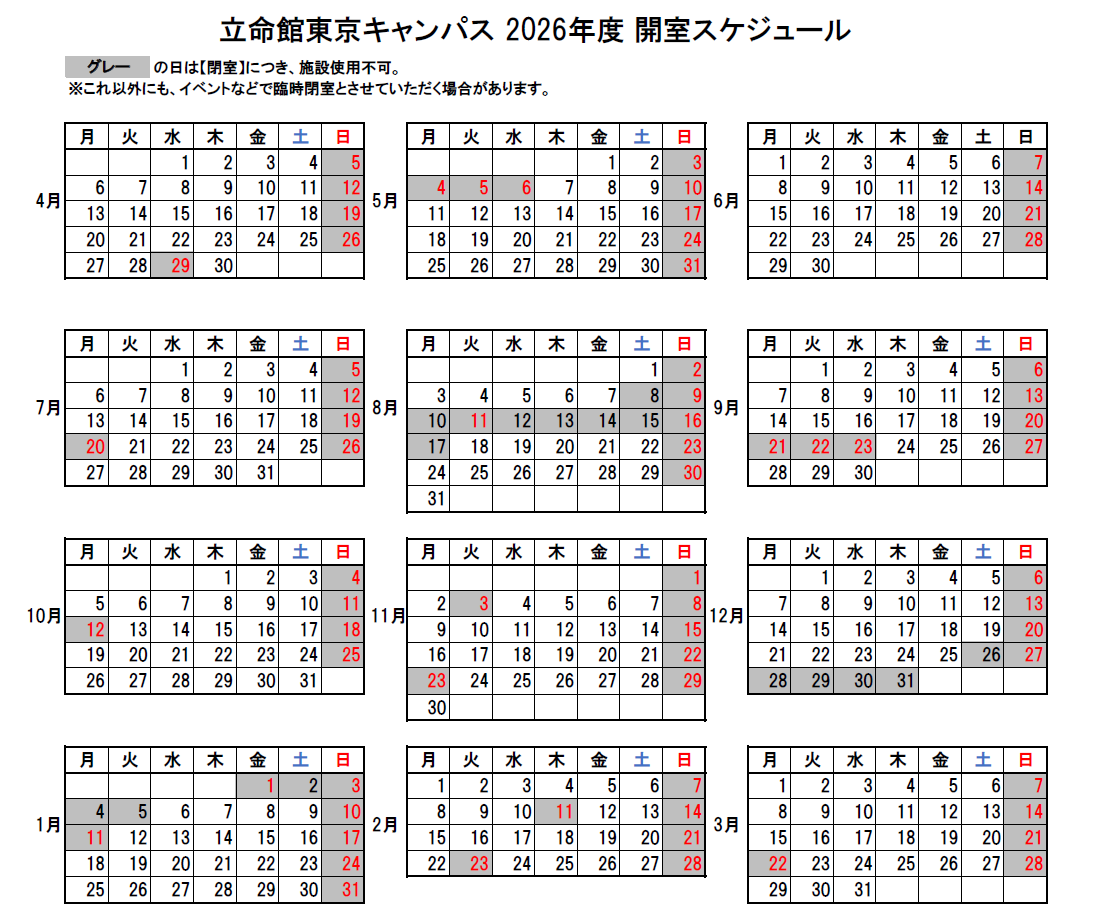 立命館東京キャンパス 2026年度 開室スケジュール
グレー の日は【閉室】につき、施設使用不可。
※これ以外にも、イベントなどで臨時閉室とさせていただく場合があります。
4月
月 火 水 木 金 土 日
1 2 3 4 5
6 7 8 9 10 11 12
13 14 15 16 17 18 19
20 21 22 23 24 25 26
27 28 29 30
5月
月 火 水 木 金 土 日
1 2 3
4 5 6 7 8 9 10
11 12 13 14 15 16 17
18 19 20 21 22 23 24
25 26 27 28 29 30 31
6月
月 火 水 木 金 土 日
1 2 3 4 5 6 7
8 9 10 11 12 13 14
15 16 17 18 19 20 21
22 23 24 25 26 27 28
29 30
7月
月 火 水 木 金 土 日
1 2 3 4 5
6 7 8 9 10 11 12
13 14 15 16 17 18 19
20 21 22 23 24 25 26
27 28 29 30 31
8月
月 火 水 木 金 土 日
1 2
3 4 5 6 7 8 9
10 11 12 13 14 15 16
17 18 19 20 21 22 23
24 25 26 27 28 29 30
31
9月
月 火 水 木 金 土 日
1 2 3 4 5 6
7 8 9 10 11 12 13
14 15 16 17 18 19 20
21 22 23 24 25 26 27
28 29 30
10月
月 火 水 木 金 土 日
1 2 3 4
5 6 7 8 9 10 11
12 13 14 15 16 17 18
19 20 21 22 23 24 25
26 27 28 29 30 31
11月
月 火 水 木 金 土 日
1
2 3 4 5 6 7 8
9 10 11 12 13 14 15
16 17 18 19 20 21 22
23 24 25 26 27 28 29
30
12月
月 火 水 木 金 土 日
1 2 3 4 5 6
7 8 9 10 11 12 13
14 15 16 17 18 19 20
21 22 23 24 25 26 27
28 29 30 31
1月
月 火 水 木 金 土 日
1 2 3
4 5 6 7 8 9 10
11 12 13 14 15 16 17
18 19 20 21 22 23 24
25 26 27 28 29 30 31
2月
月 火 水 木 金 土 日
1 2 3 4 5 6 7
8 9 10 11 12 13 14
15 16 17 18 19 20 21
22 23 24 25 26 27 28
3月
月 火 水 木 金 土 日
1 2 3 4 5 6 7
8 9 10 11 12 13 14
15 16 17 18 19 20 21
22 23 24 25 26 27 28
29 30 31